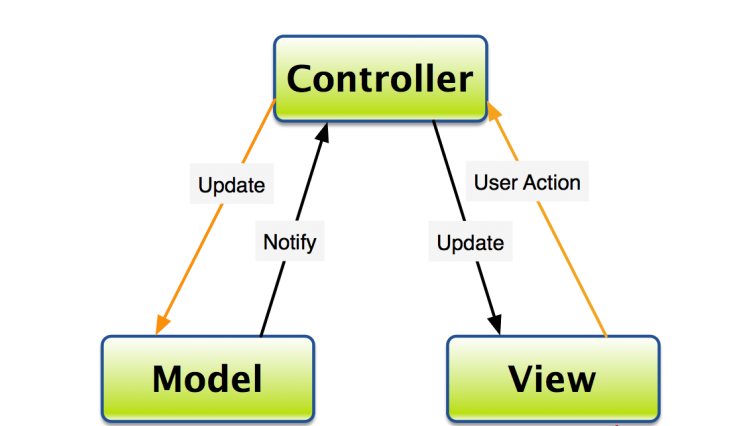 Controller
Update
User Action
Notify
Update
Model
View